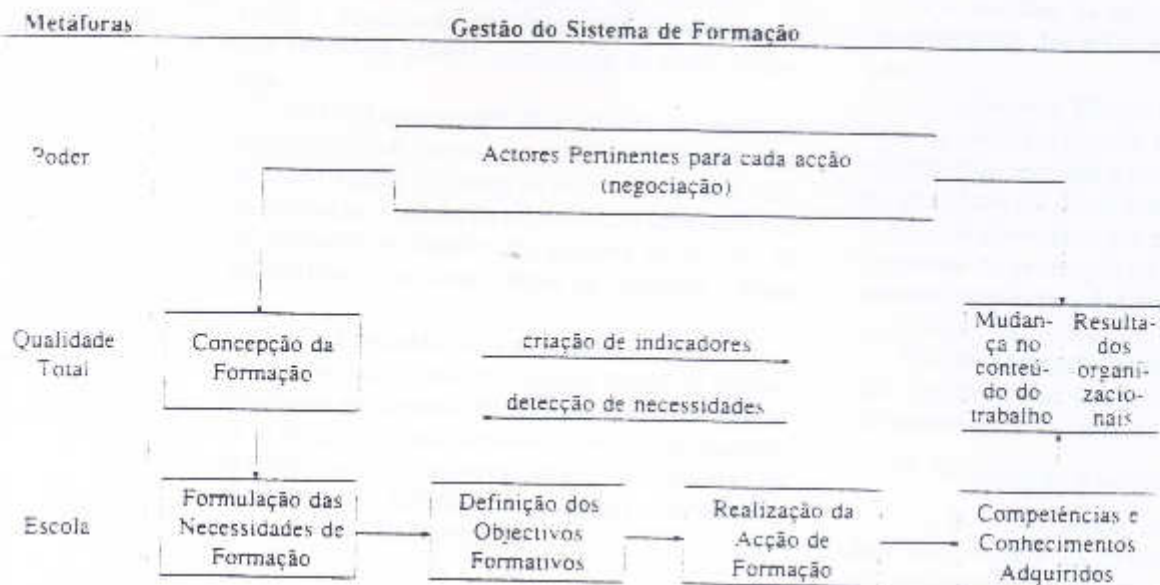 Metáforas
Gestão do Sistema de Formação
Poder
Actores Pertinentes para cada acção
(negociação)
Qualidade
Total
Concepção da
Formação
criação de indicadores
detecção de necessidades
Mudan-
ça no
conteú-
do do
trabalho
Resulta-
dos
organi-
zacio-
nais
Escola
Formulação das
Necessidades de
Formação
Definição dos
Objectivos
Formativos
Realização da
Acção de
Formação
Competências e
Conhecimentos
Adquiridos